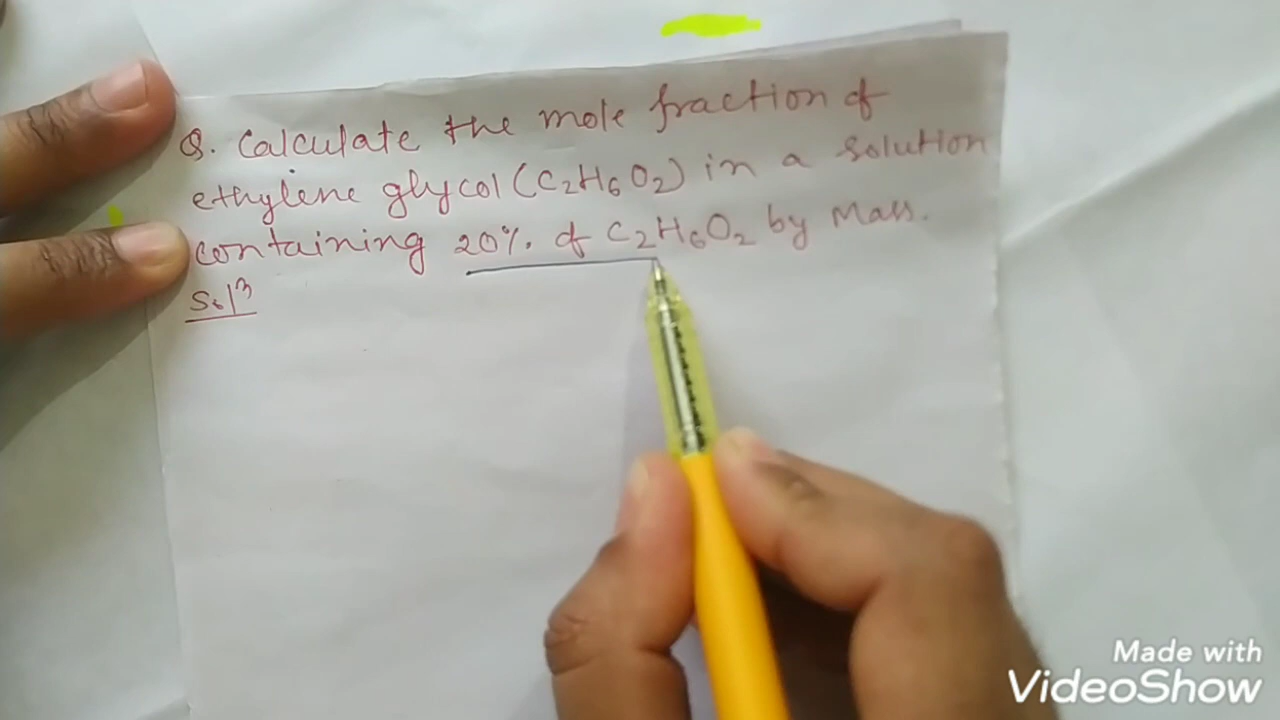 Q. Calculate the mole fraction of
ethylene glycol (C2H6O2) in a solution
containing 20% of C2H6O2 by Mass.
Sol^n
Made with
VideoShow